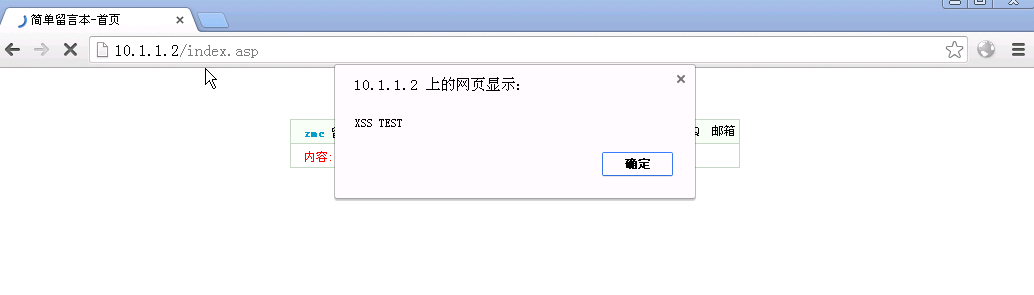 简单留言本-首页
10.1.1.2/index.asp
10.1.1.2 上的网页显示:
XSS TEST
确定
zmc
邮箱
内容: